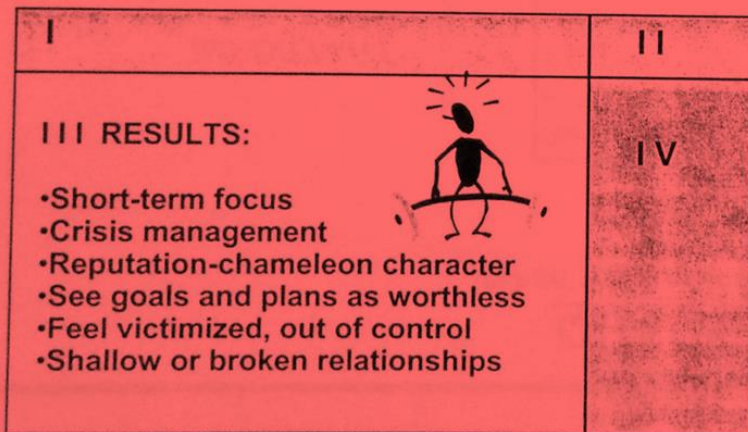 I
II
III RESULTS:
IV
•Short-term focus
•Crisis management
•Reputation-chameleon character
•See goals and plans as worthless
•Feel victimized, out of control
•Shallow or broken relationships